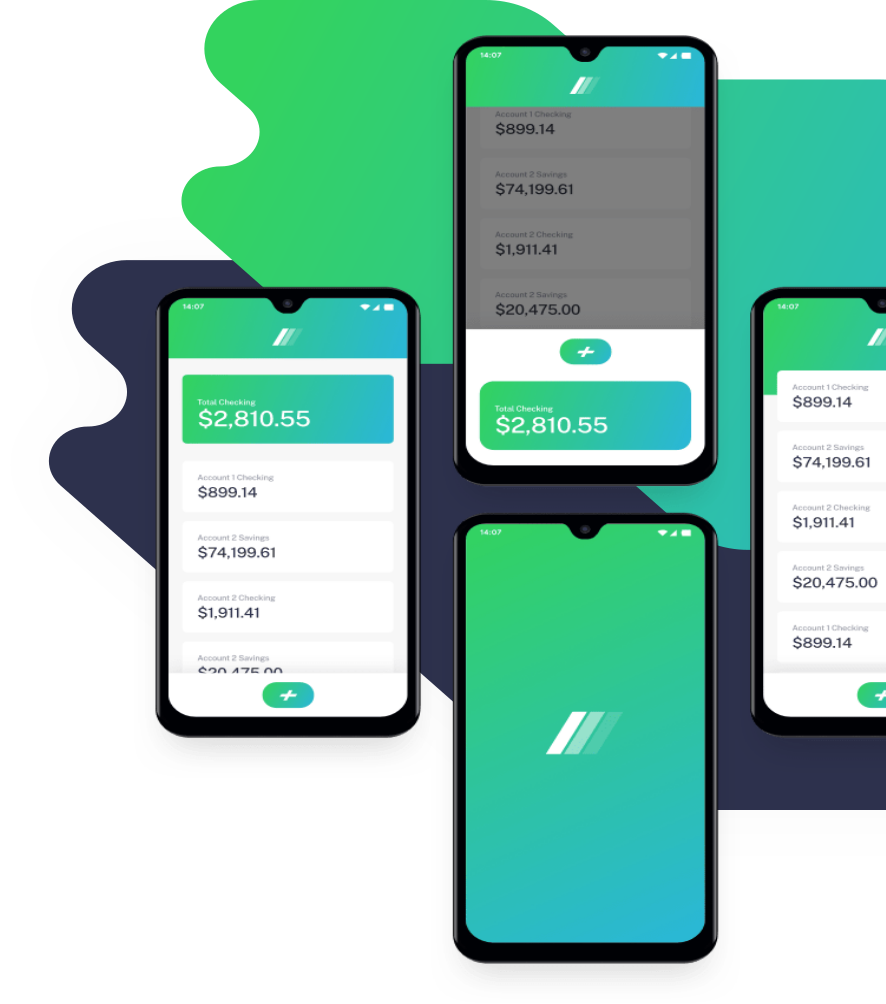 14:07
Account 1 Checking
$899.14
Account 2 Savings
$74,199.61
Account 2 Checking
$1,911.41
Account 2 Savings
$20,475.00
Total Checking
$2,810.55
14:07
Total Checking
$2,810.55
Account 1 Checking
$899.14
Account 2 Savings
$74,199.61
Account 2 Checking
$1,911.41
Account 2 Savings
$20,475.00
14:07
14:07
Account 1 Checking
$899.14
Account 2 Savings
$74,199.61
Account 2 Checking
$1,911.41
Account 2 Savings
$20,475.00
Account 1 Checking
$899.14